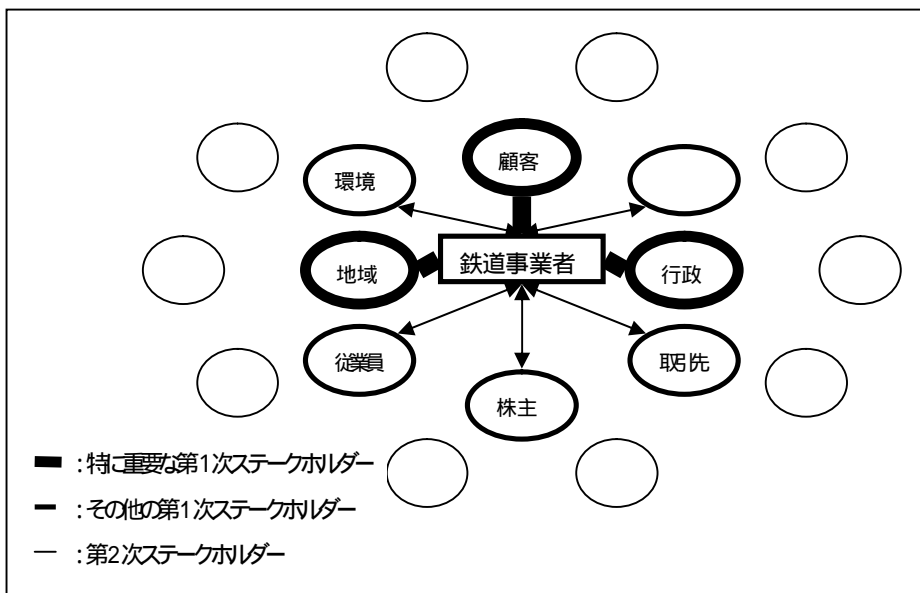 顧客
環境
鉄道事業者
地域
行政
従業員
取引先
株主
:特に重要な第1次ステークホルダー
:その他の第1次ステークホルダー
:第2次ステークホルダー